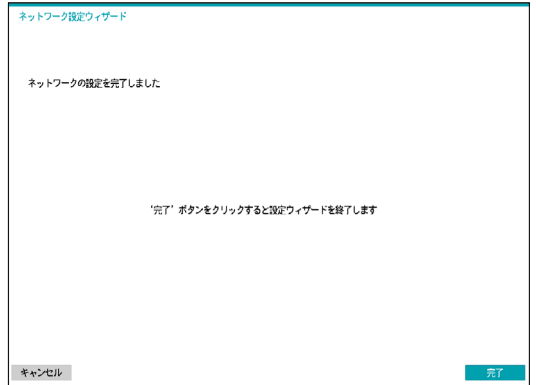 ネットワーク設定ウィザード
ネットワークの設定を完了しました
'完了' ボタンをクリックすると設定ウィザードを終了します
キャンセル
完了